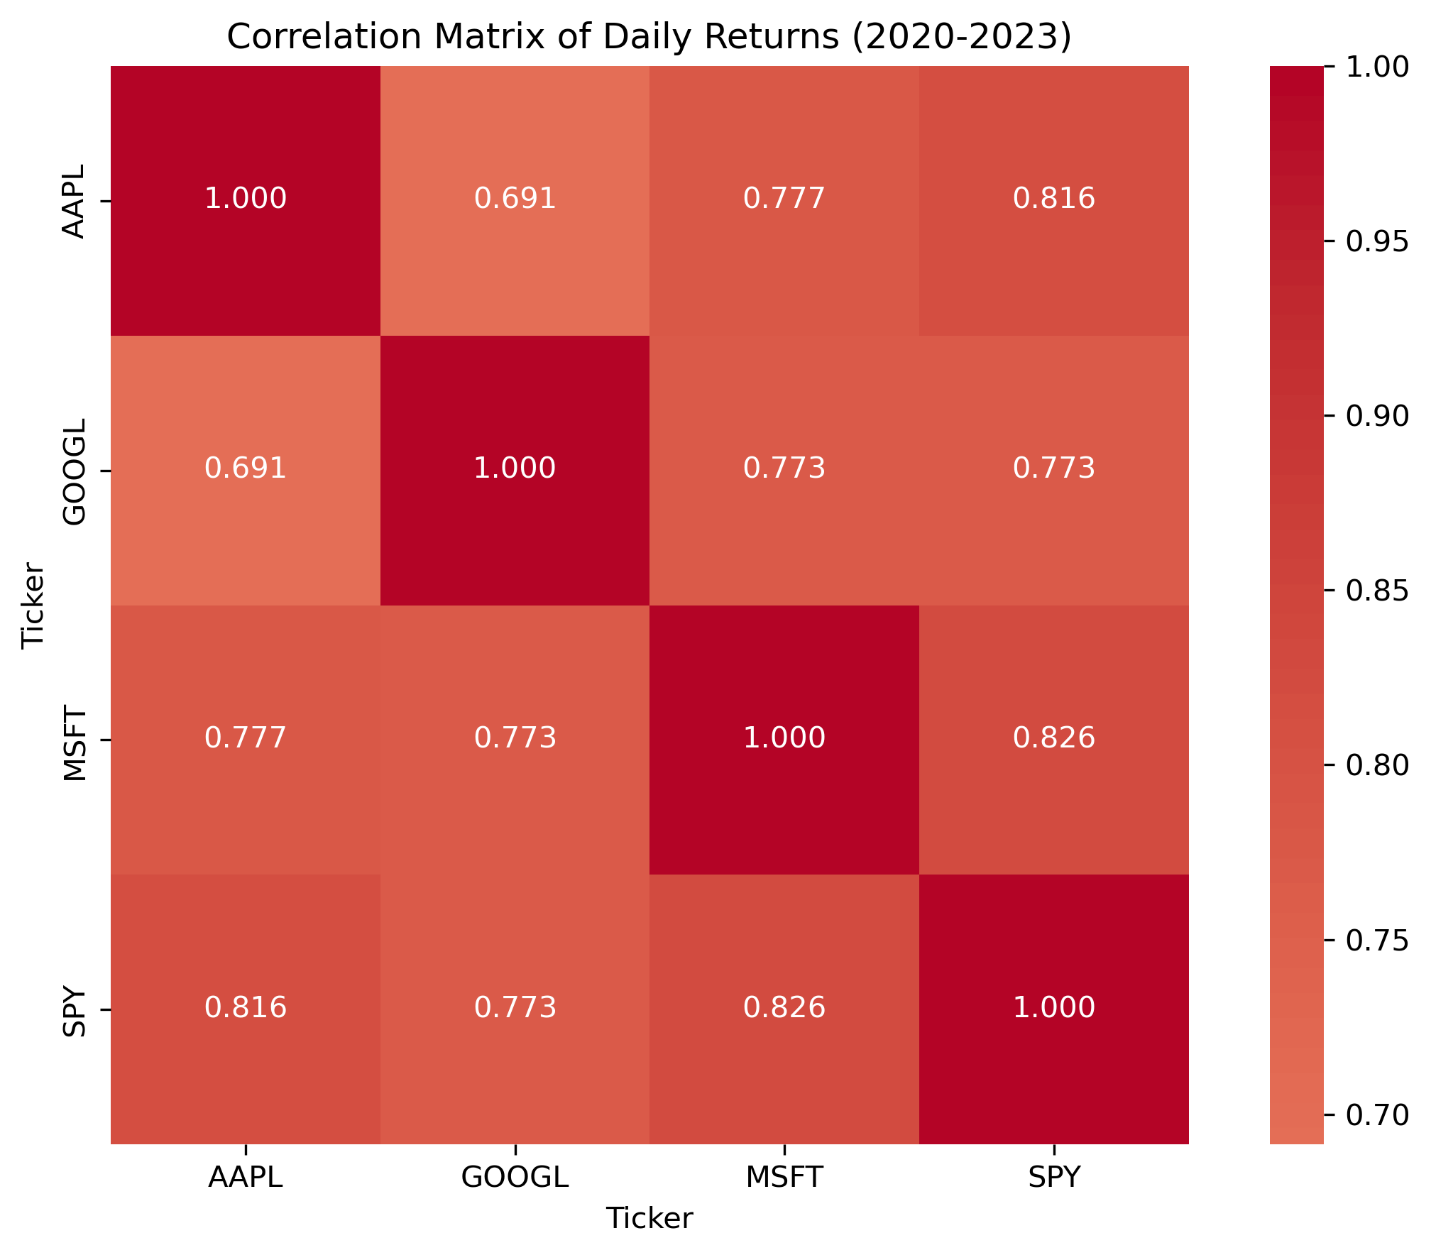 Correlation Matrix of Daily Returns (2020-2023)
AAPL 1.000 0.691 0.777 0.816
GOOGL 0.691 1.000 0.773 0.773
MSFT 0.777 0.773 1.000 0.826
SPY 0.816 0.773 0.826 1.000
Ticker
AAPL GOOGL MSFT SPY
Ticker
1.00
0.95
0.90
0.85
0.80
0.75
0.70